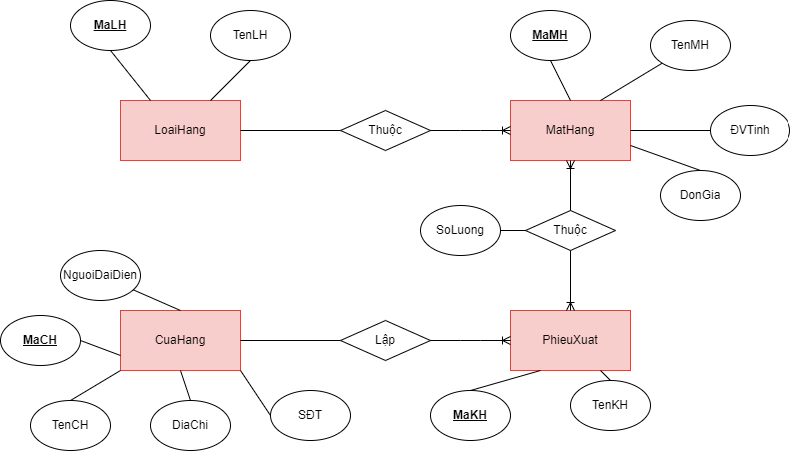 MaLH
TenLH
MaMH
TenMH
LoaiHang
Thuộc
MatHang
ĐVTinh
DonGia
SoLuong
Thuộc
NguoiDaiDien
MaCH
CuaHang
Lập
PhieuXuat
TenCH
DiaChi
SĐT
MaKH
TenKH